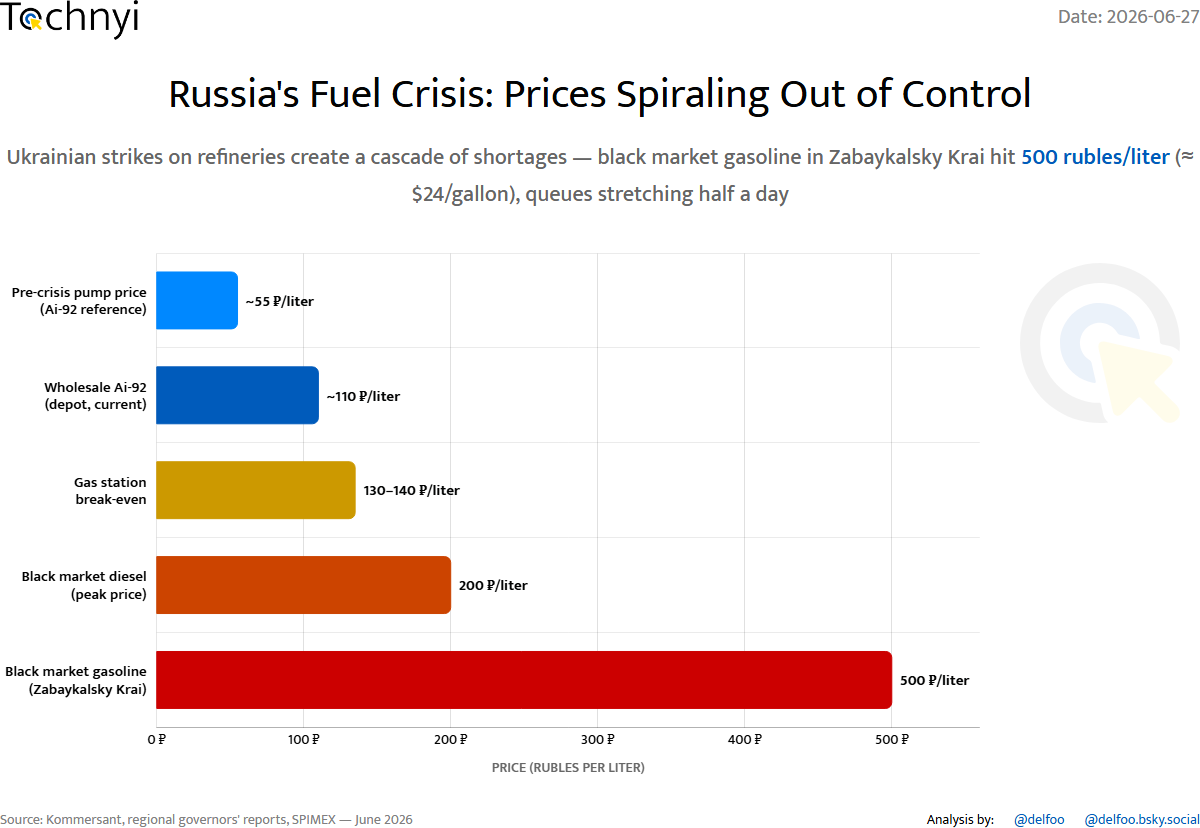 Technyi
Date: 2026-06-27
Russia's Fuel Crisis: Prices Spiraling Out of Control
Ukrainian strikes on refineries create a cascade of shortages — black market gasoline in Zabaykalsky Krai hit 500 rubles/liter (≈
$24/gallon), queues stretching half a day
Pre-crisis pump price
(Ai-92 reference)
~55 ₽/liter
Wholesale Ai-92
(depot, current)
~110 ₽/liter
Gas station
break-even
130–140 ₽/liter
Black market diesel
(peak price)
200 ₽/liter
Black market gasoline
(Zabaykalsky Krai)
500 ₽/liter
0 ₽
100 ₽
200 ₽
300 ₽
400 ₽
500 ₽
PRICE (RUBLES PER LITER)
Source: Kommersant, regional governors' reports, SPIMEX — June 2026
Analysis by: @delfoo @delfoo.bsky.social